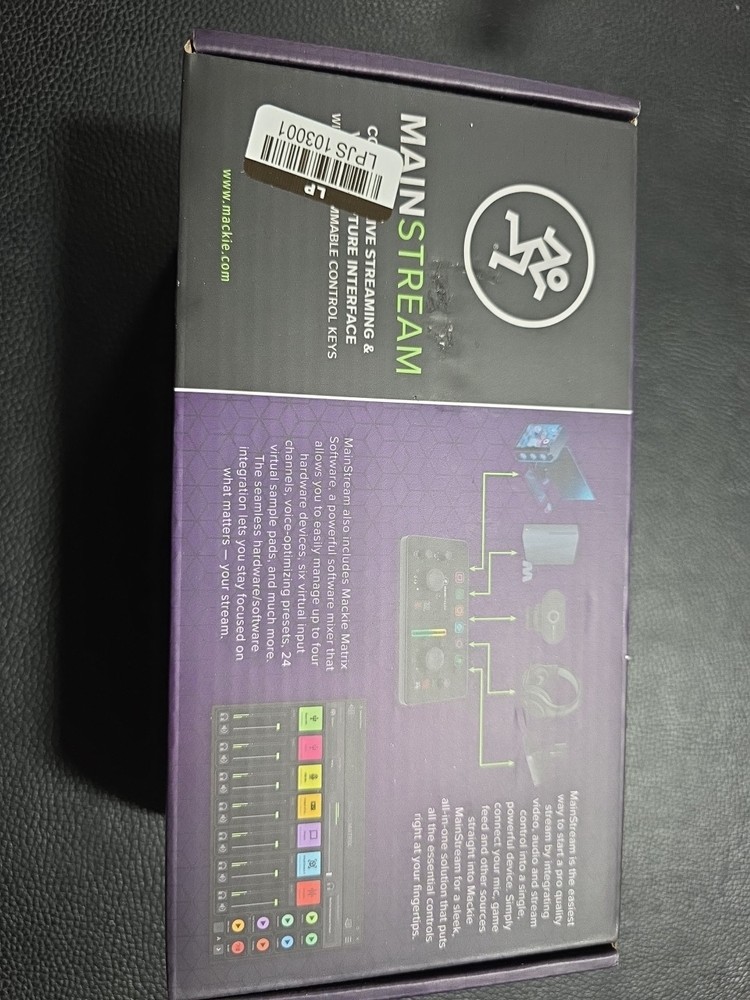 MAINSTREAM
LIVE STREAMING &
INTERFACE
CONTROL KEYS
www.mackie.com
LP
LPJS103001
MainStream is the easiest
way to start a pro quality
stream by integrating
video, audio and stream
control into a single,
powerful device. Simply
connect your mic, game
feed and other sources
straight into Mackie
MainStream for a sleek,
all-in-one solution that puts
all the essential controls
right at your fingertips.
MainStream also includes Mackie Matrix
Software, a powerful software mixer that
allows you to easily manage up to four
hardware devices, six virtual input
channels, voice-optimizing presets, 24
virtual sample pads, and much more.
The seamless hardware/software
integration lets you stay focused on
what matters — your stream.